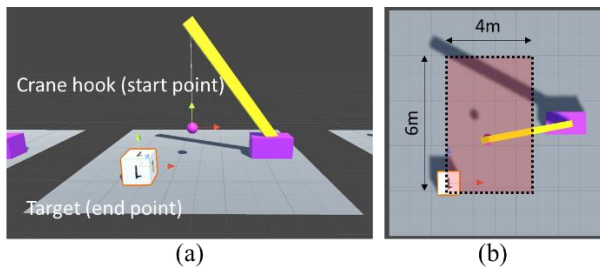 Crane hook (start point)
L
Target (end point)
(a)
4m
6m
L
(b)